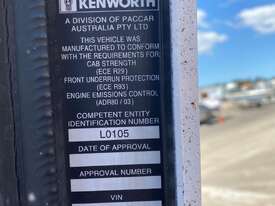 KENWORTH
A DIVISION OF PACCAR
AUSTRALIA PTY LTD
THIS VEHICLE WAS
MANUFACTURED TO CONFORM
WITH THE REQUIREMENTS FOR
CAB STRENGTH
(ECE R29)
FRONT UNDERRUN PROTECTION
(ECE R93)
ENGINE EMISSIONS CONTROL
(ADR80 / 03)
COMPETENT ENTITY
IDENTIFICATION NUMBER
L0105
DATE OF APPROVAL
APPROVAL NUMBER
VIN